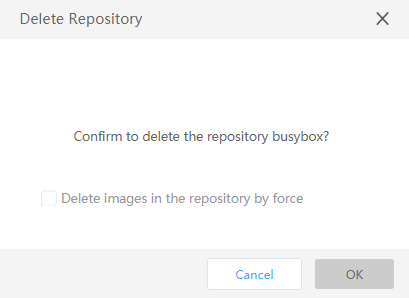 Delete Repository
Confirm to delete the repository busybox?
Delete images in the repository by force
Cancel
OK